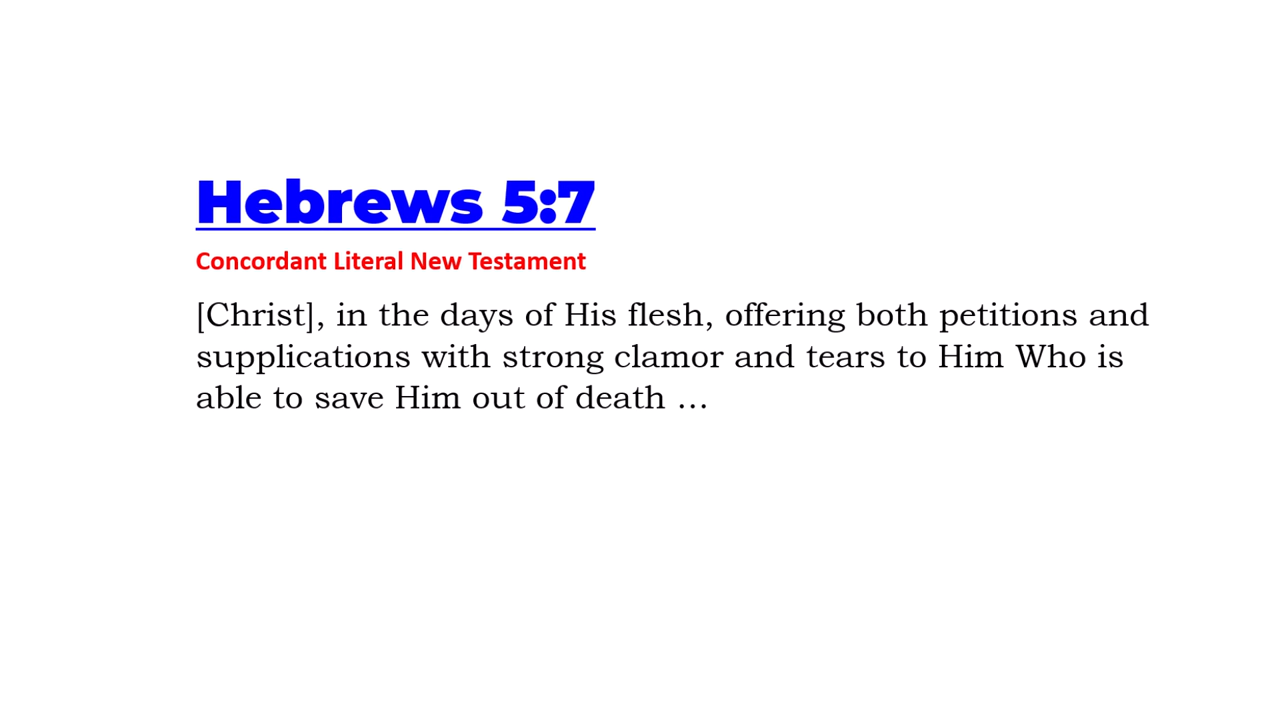 Hebrews 5:7
Concordant Literal New Testament
[Christ], in the days of His flesh, offering both petitions and
supplications with strong clamor and tears to Him Who is
able to save Him out of death …